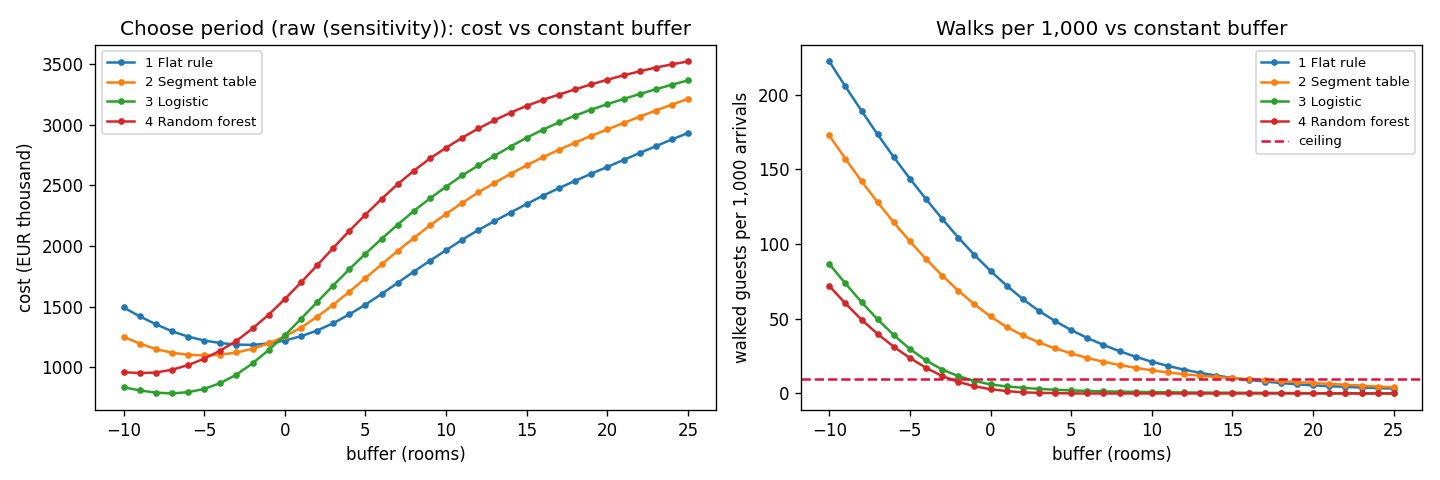 Choose period (raw (sensitivity)): cost vs constant buffer
1 Flat rule
2 Segment table
3 Logistic
4 Random forest
cost (EUR thousand)
3500
3000
2500
2000
1500
1000
−10
−5
0
5
10
15
20
25
buffer (rooms)
Walks per 1,000 vs constant buffer
1 Flat rule
2 Segment table
3 Logistic
4 Random forest
ceiling
walked guests per 1,000 arrivals
200
150
100
50
0
−10
−5
0
5
10
15
20
25
buffer (rooms)